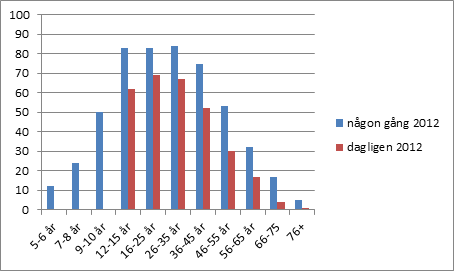 100
90
80
70
60
50
40
30
20
10
0
5-6 år
7-8 år
9-10 år
12-15 år
16-25 år
26-35 år
36-45 år
46-55 år
56-65 år
66-75
76+
någon gång 2012
dagligen 2012